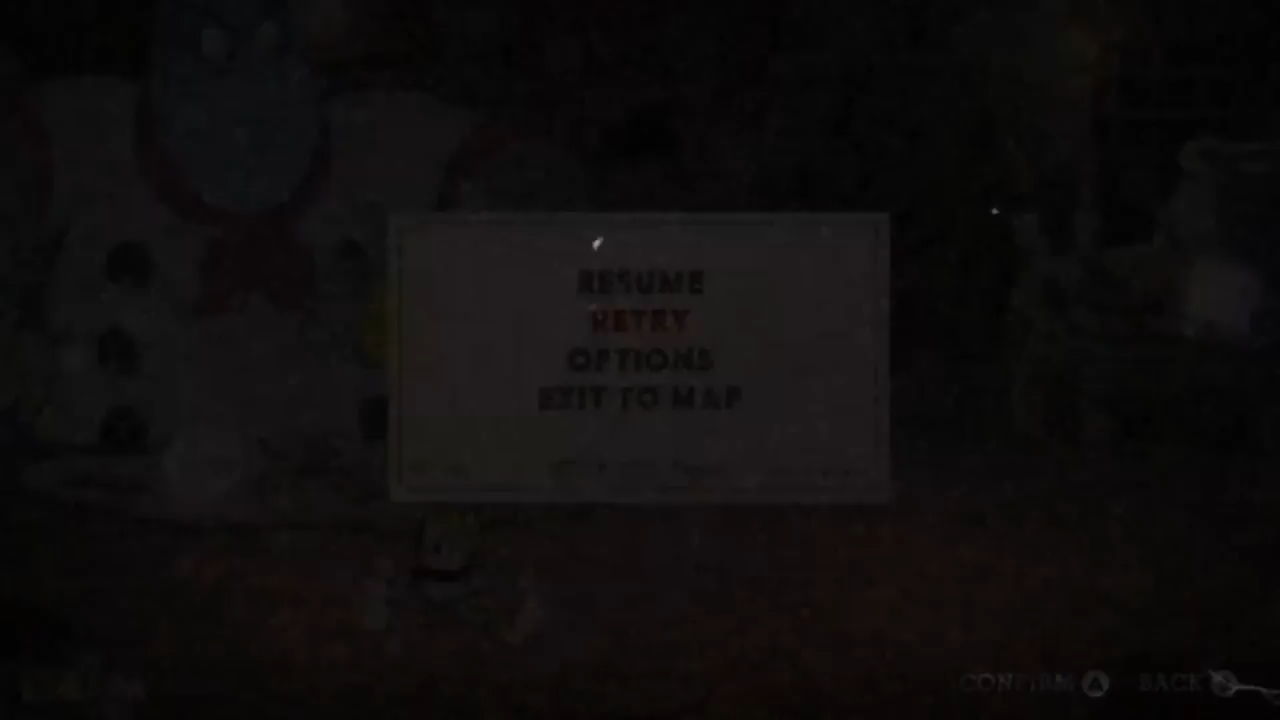 RESUME
RETRY
OPTIONS
EXIT TO MAP
CONFIRM BACK